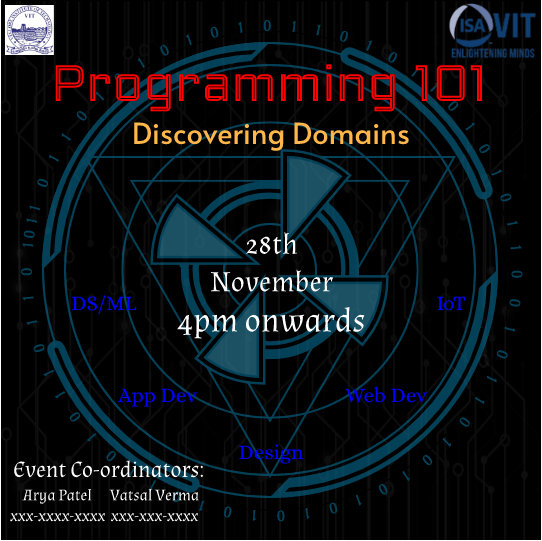 VIT
ISA VIT
ENLIGHTENING MINDS
Programming 101
Discovering Domains
28th
November
4pm onwards
DS/ML
IoT
App Dev
Web Dev
Design
Event Co-ordinators:
Arya Patel Vatsal Verma
xxx-xxxx-xxxx xxx-xxx-xxxx